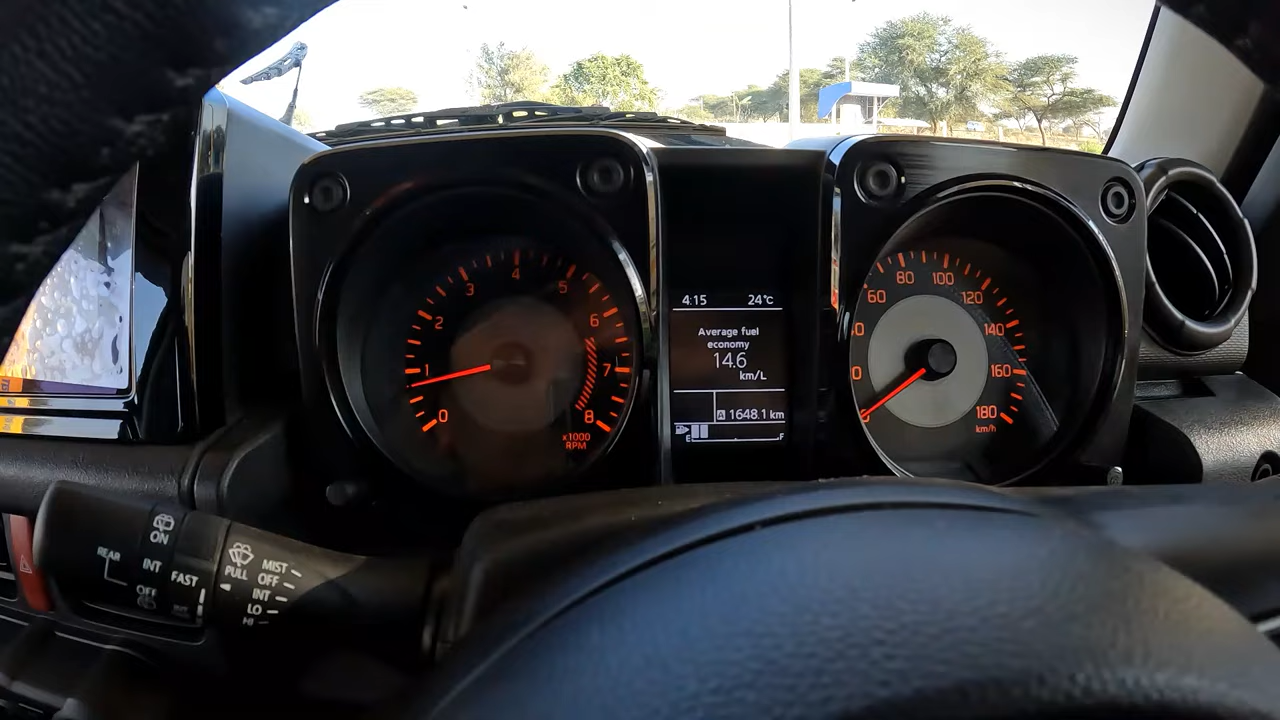 4:15 24°C
Average fuel
economy
14.6
km/L
A 1648.1 km
E F
0
1
2
3
4
5
6
7
8
x1000
RPM
60
80
100
120
140
160
180
km/h
REAR
ON
INT
OFF
FAST
INT
PULL
MIST
OFF
INT
LO
HI